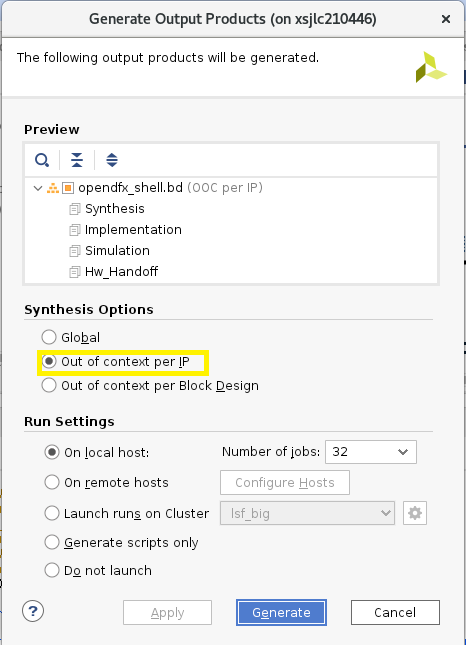 Generate Output Products (on xsjlc210446)
The following output products will be generated.
Preview
opendfx_shell.bd (OOC per IP)
Synthesis
Implementation
Simulation
Hw_Handoff
Synthesis Options
Global
Out of context per IP
Out of context per Block Design
Run Settings
On local host: Number of jobs: 32
On remote hosts Configure Hosts
Launch runs on Cluster lsf_big
Generate scripts only
Do not launch
? Apply Generate Cancel